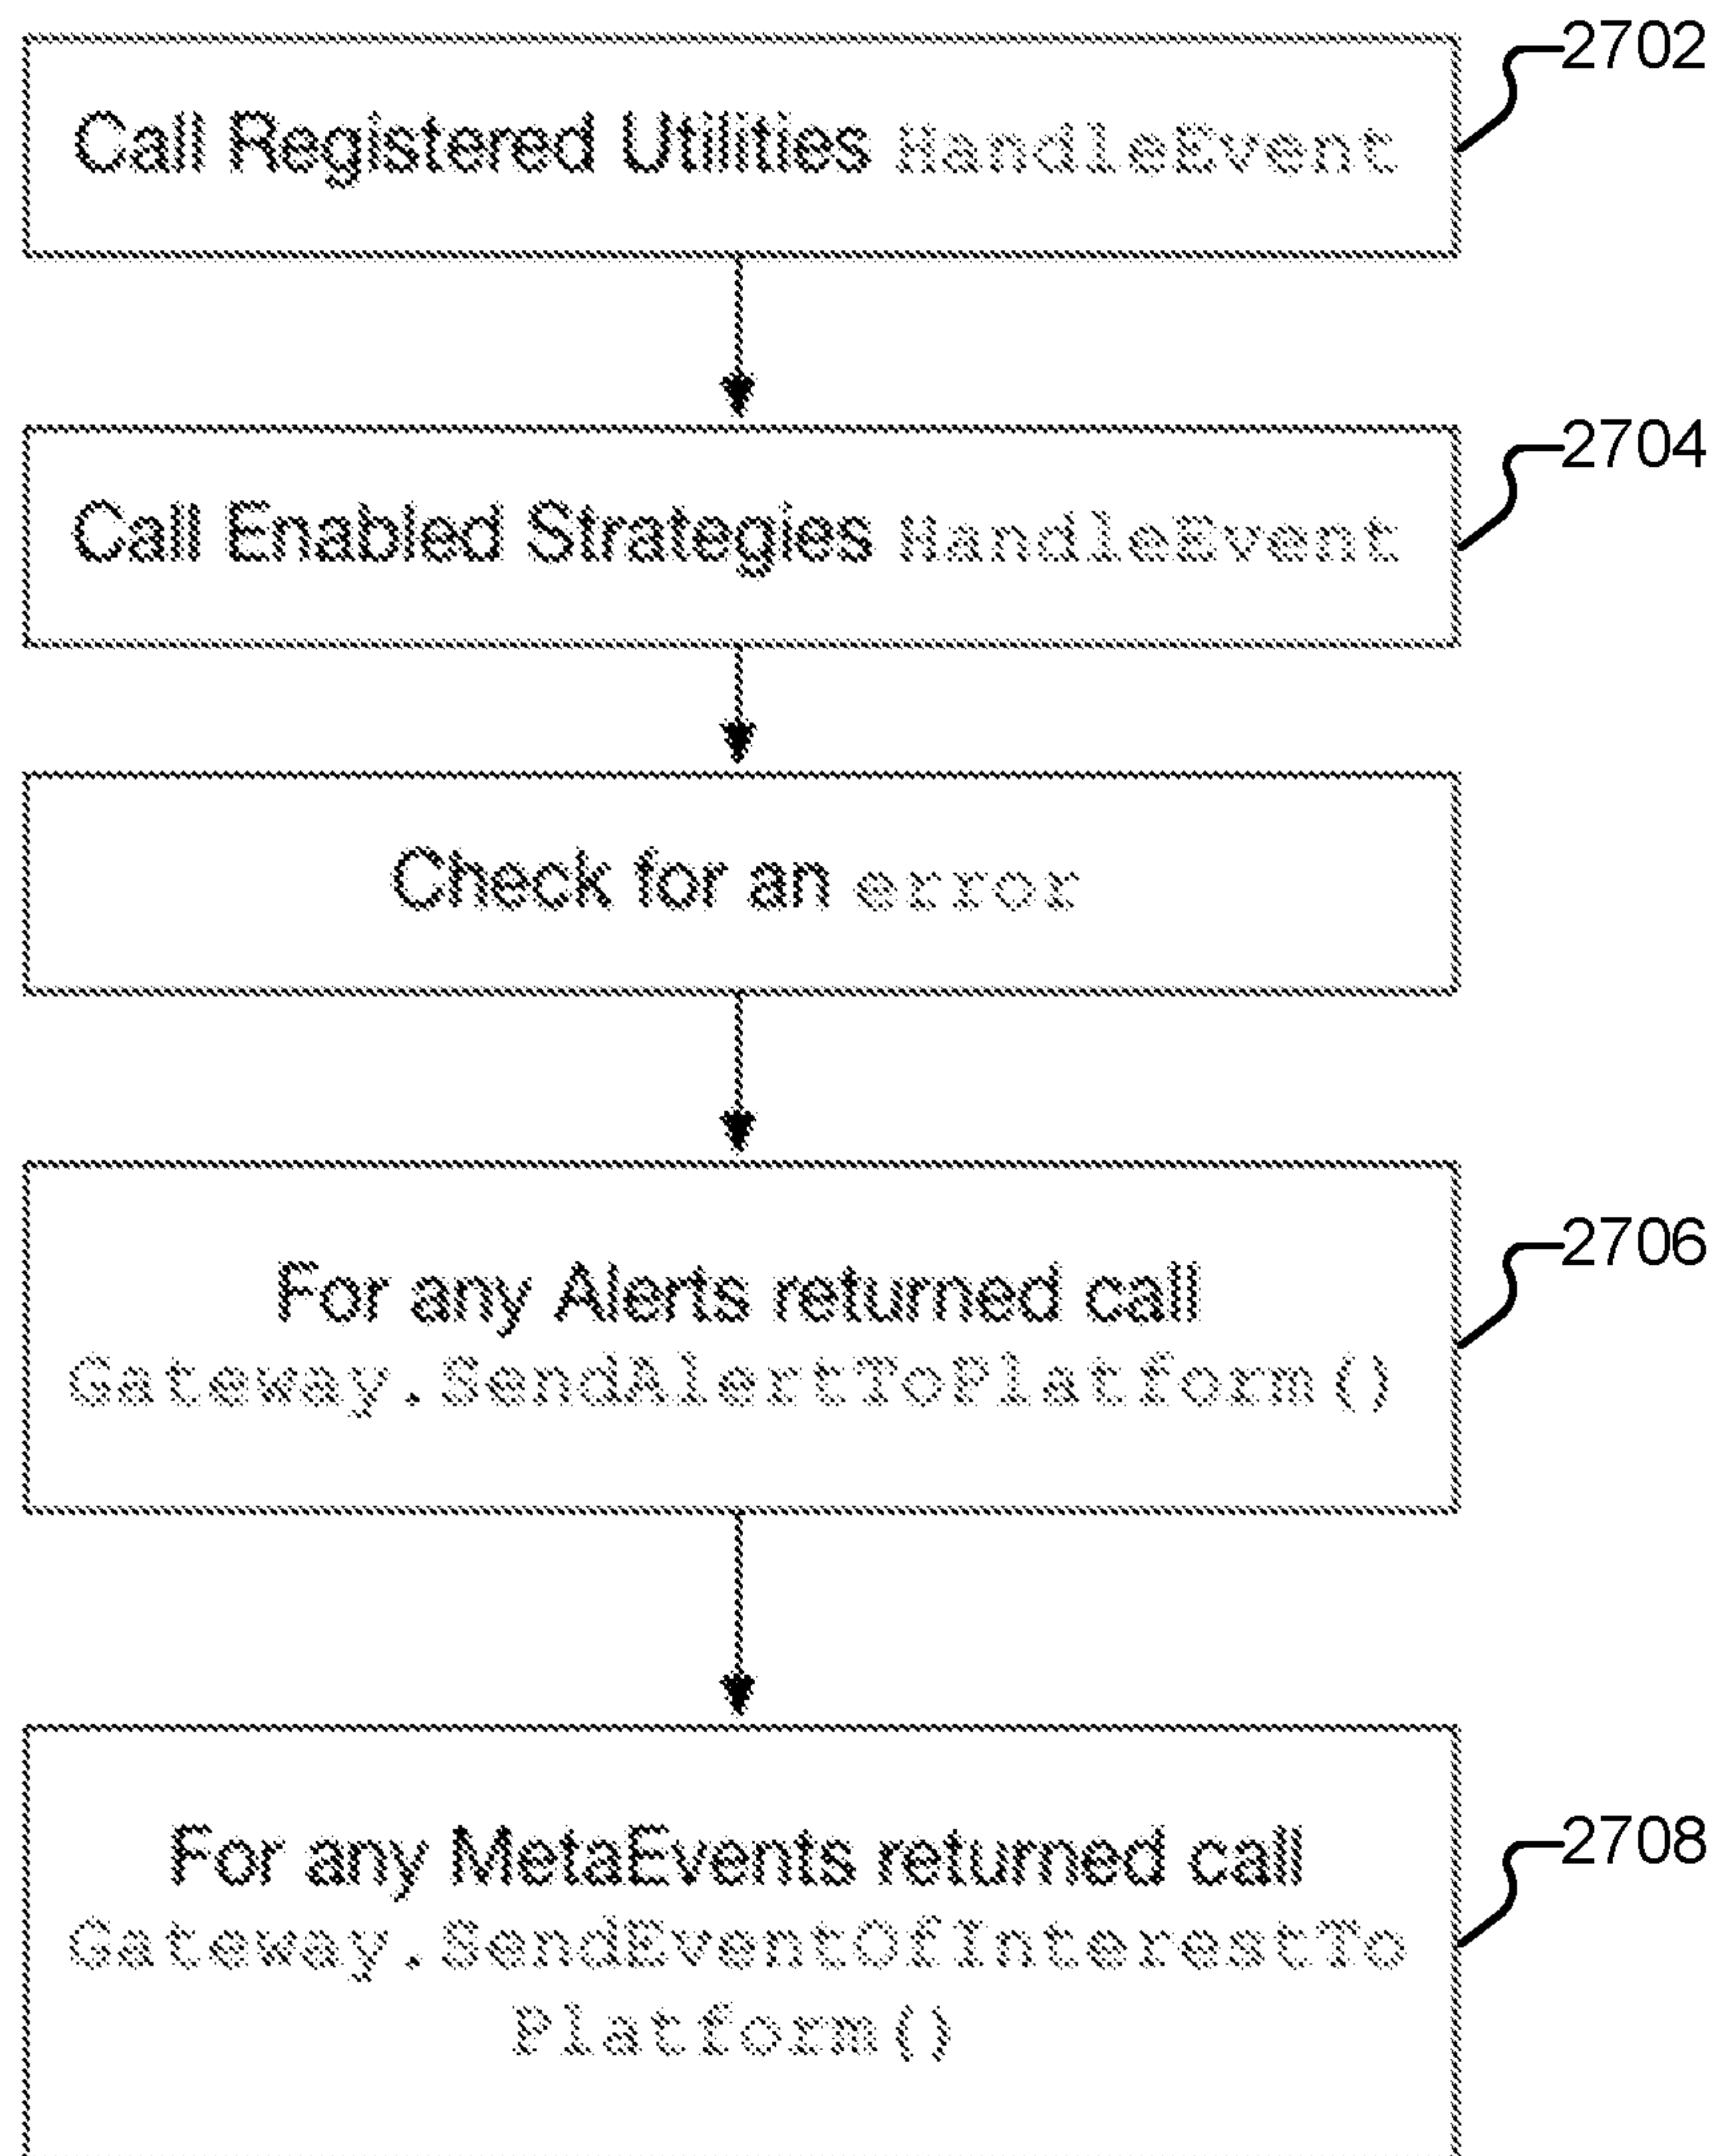 2702
Call Registered Utilities HandleEvent
2704
Call Enabled Strategies HandleEvent
Check for an error
2706
For any Alerts returned call
Gateway.SendAlertToPlatform()
2708
For any MetaEvents returned call
Gateway.SendEventOfInterestTo
Platform()